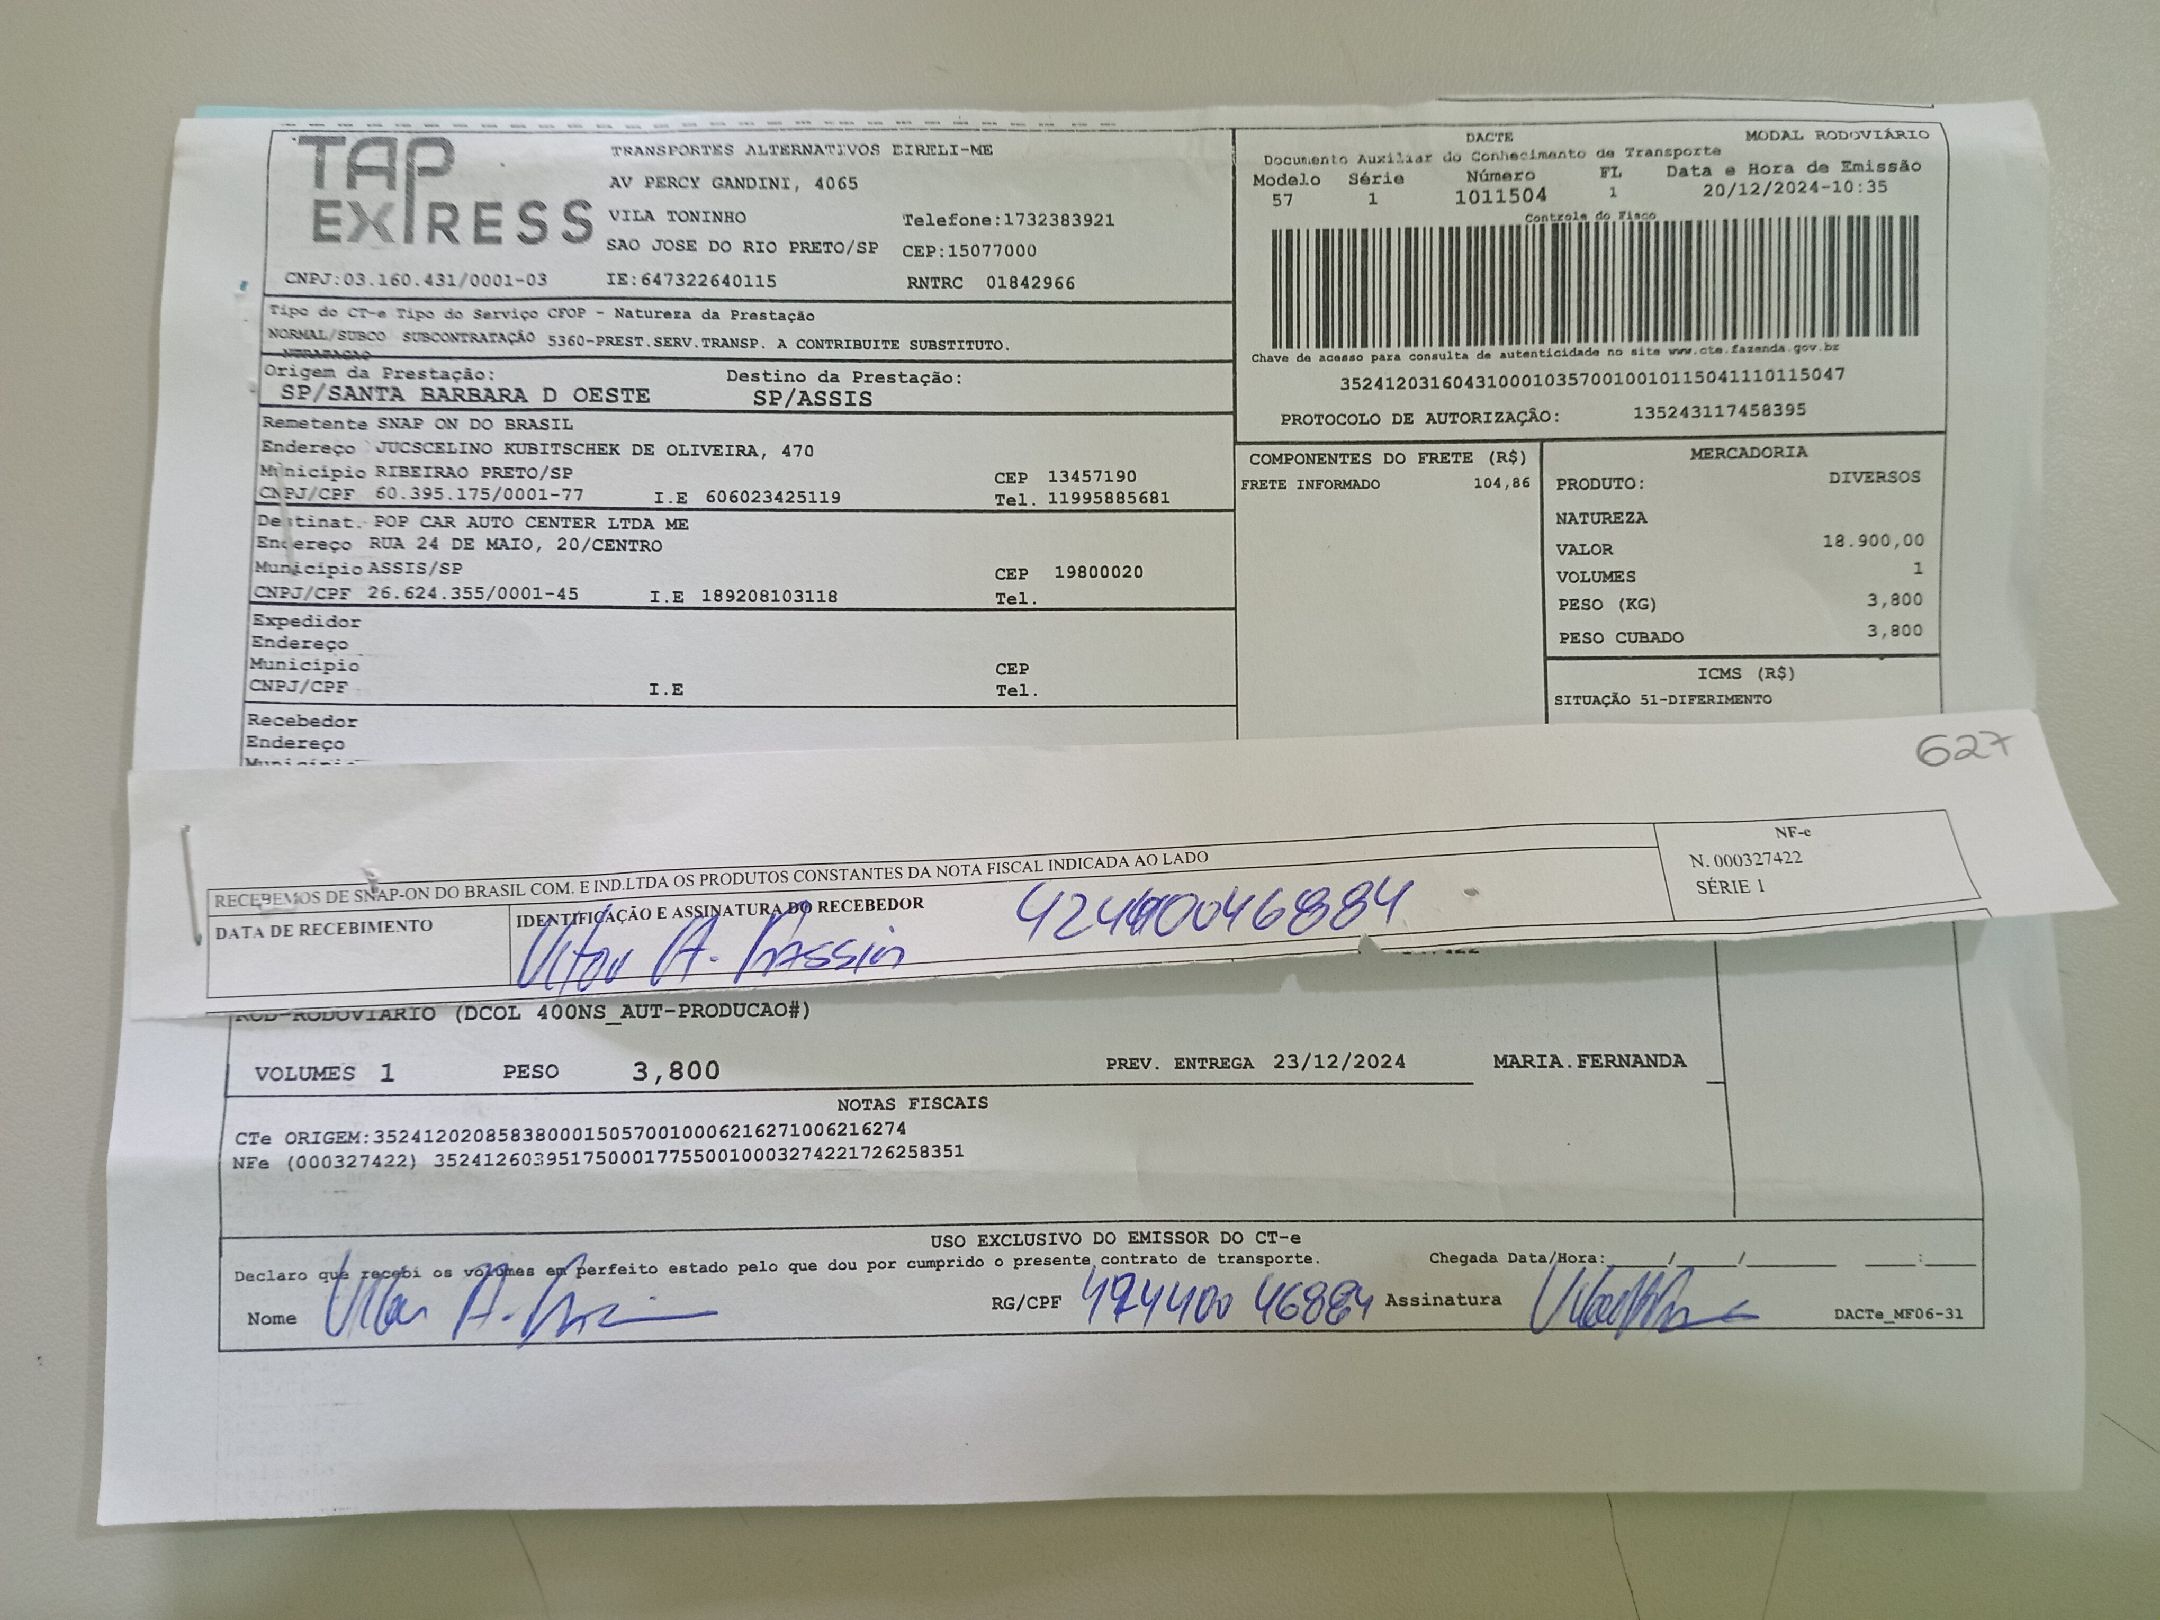 TAP EXPRESS
TRANSPORTES ALTERNATIVOS EIRELI-ME
AV PERCY GANDINI, 4065
VILA TONINHO Telefone:1732383921
SAO JOSE DO RIO PRETO/SP CEP:15077000
CNPJ:03.160.431/0001-03 IE:647322640115 RNTRC 01842966
DACTE MODAL RODOVIÁRIO
Documento Auxiliar do Conhecimento de Transporte
Modelo Série Número FL Data e Hora de Emissão
57 1 1011504 1 20/12/2024-10:35
Controle do Fisco
Chave de acesso para consulta de autenticidade no site www.cte.fazenda.gov.br
35241203160431000103570010010115041110115047
PROTOCOLO DE AUTORIZAÇÃO: 135243117458395
Tipo do CT-e Tipo do Serviço CFOP - Natureza da Prestação
NORMAL/SUBCO SUBCONTRATAÇÃO 5360-PREST.SERV.TRANSP. A CONTRIBUITE SUBSTITUTO.
NTRATAÇÃO
Origem da Prestação: Destino da Prestação:
SP/SANTA BARBARA D OESTE SP/ASSIS
Remetente SNAP ON DO BRASIL
Endereço JUCSCELINO KUBITSCHEK DE OLIVEIRA, 470
Município RIBEIRAO PRETO/SP CEP 13457190
CNPJ/CPF 60.395.175/0001-77 I.E 606023425119 Tel. 11995885681
Destinat. POP CAR AUTO CENTER LTDA ME
Endereço RUA 24 DE MAIO, 20/CENTRO
Município ASSIS/SP CEP 19800020
CNPJ/CPF 26.624.355/0001-45 I.E 189208103118 Tel.
Expedidor
Endereço
Município CEP
CNPJ/CPF I.E Tel.
Recebedor
Endereço
Município
COMPONENTES DO FRETE (R$)
FRETE INFORMADO 104,86
MERCADORIA
PRODUTO: DIVERSOS
NATUREZA
VALOR 18.900,00
VOLUMES 1
PESO (KG) 3,800
PESO CUBADO 3,800
ICMS (R$)
SITUAÇÃO 51-DIFERIMENTO
627
RECEBEMOS DE SNAP-ON DO BRASIL COM. E IND.LTDA OS PRODUTOS CONSTANTES DA NOTA FISCAL INDICADA AO LADO
DATA DE RECEBIMENTO IDENTIFICAÇÃO E ASSINATURA DO RECEBEDOR
Vitor A.
42440046884
NF-e
N. 000327422
SÉRIE 1
ROD-RODOVIARIO (DCOL 400NS_AUT-PRODUCAO#)
VOLUMES 1 PESO 3,800 PREV. ENTREGA 23/12/2024 MARIA.FERNANDA
NOTAS FISCAIS
CTe ORIGEM:35241202085838000150570010006216271006216274
NFe (000327422) 35241260395175000177550010003274221726258351
USO EXCLUSIVO DO EMISSOR DO CT-e
Declaro que recebi os volumes em perfeito estado pelo que dou por cumprido o presente contrato de transporte. Chegada Data/Hora:____/____/____ ____:____
Nome Vitor A. RG/CPF 42440046884 Assinatura DACTe_MF06-31